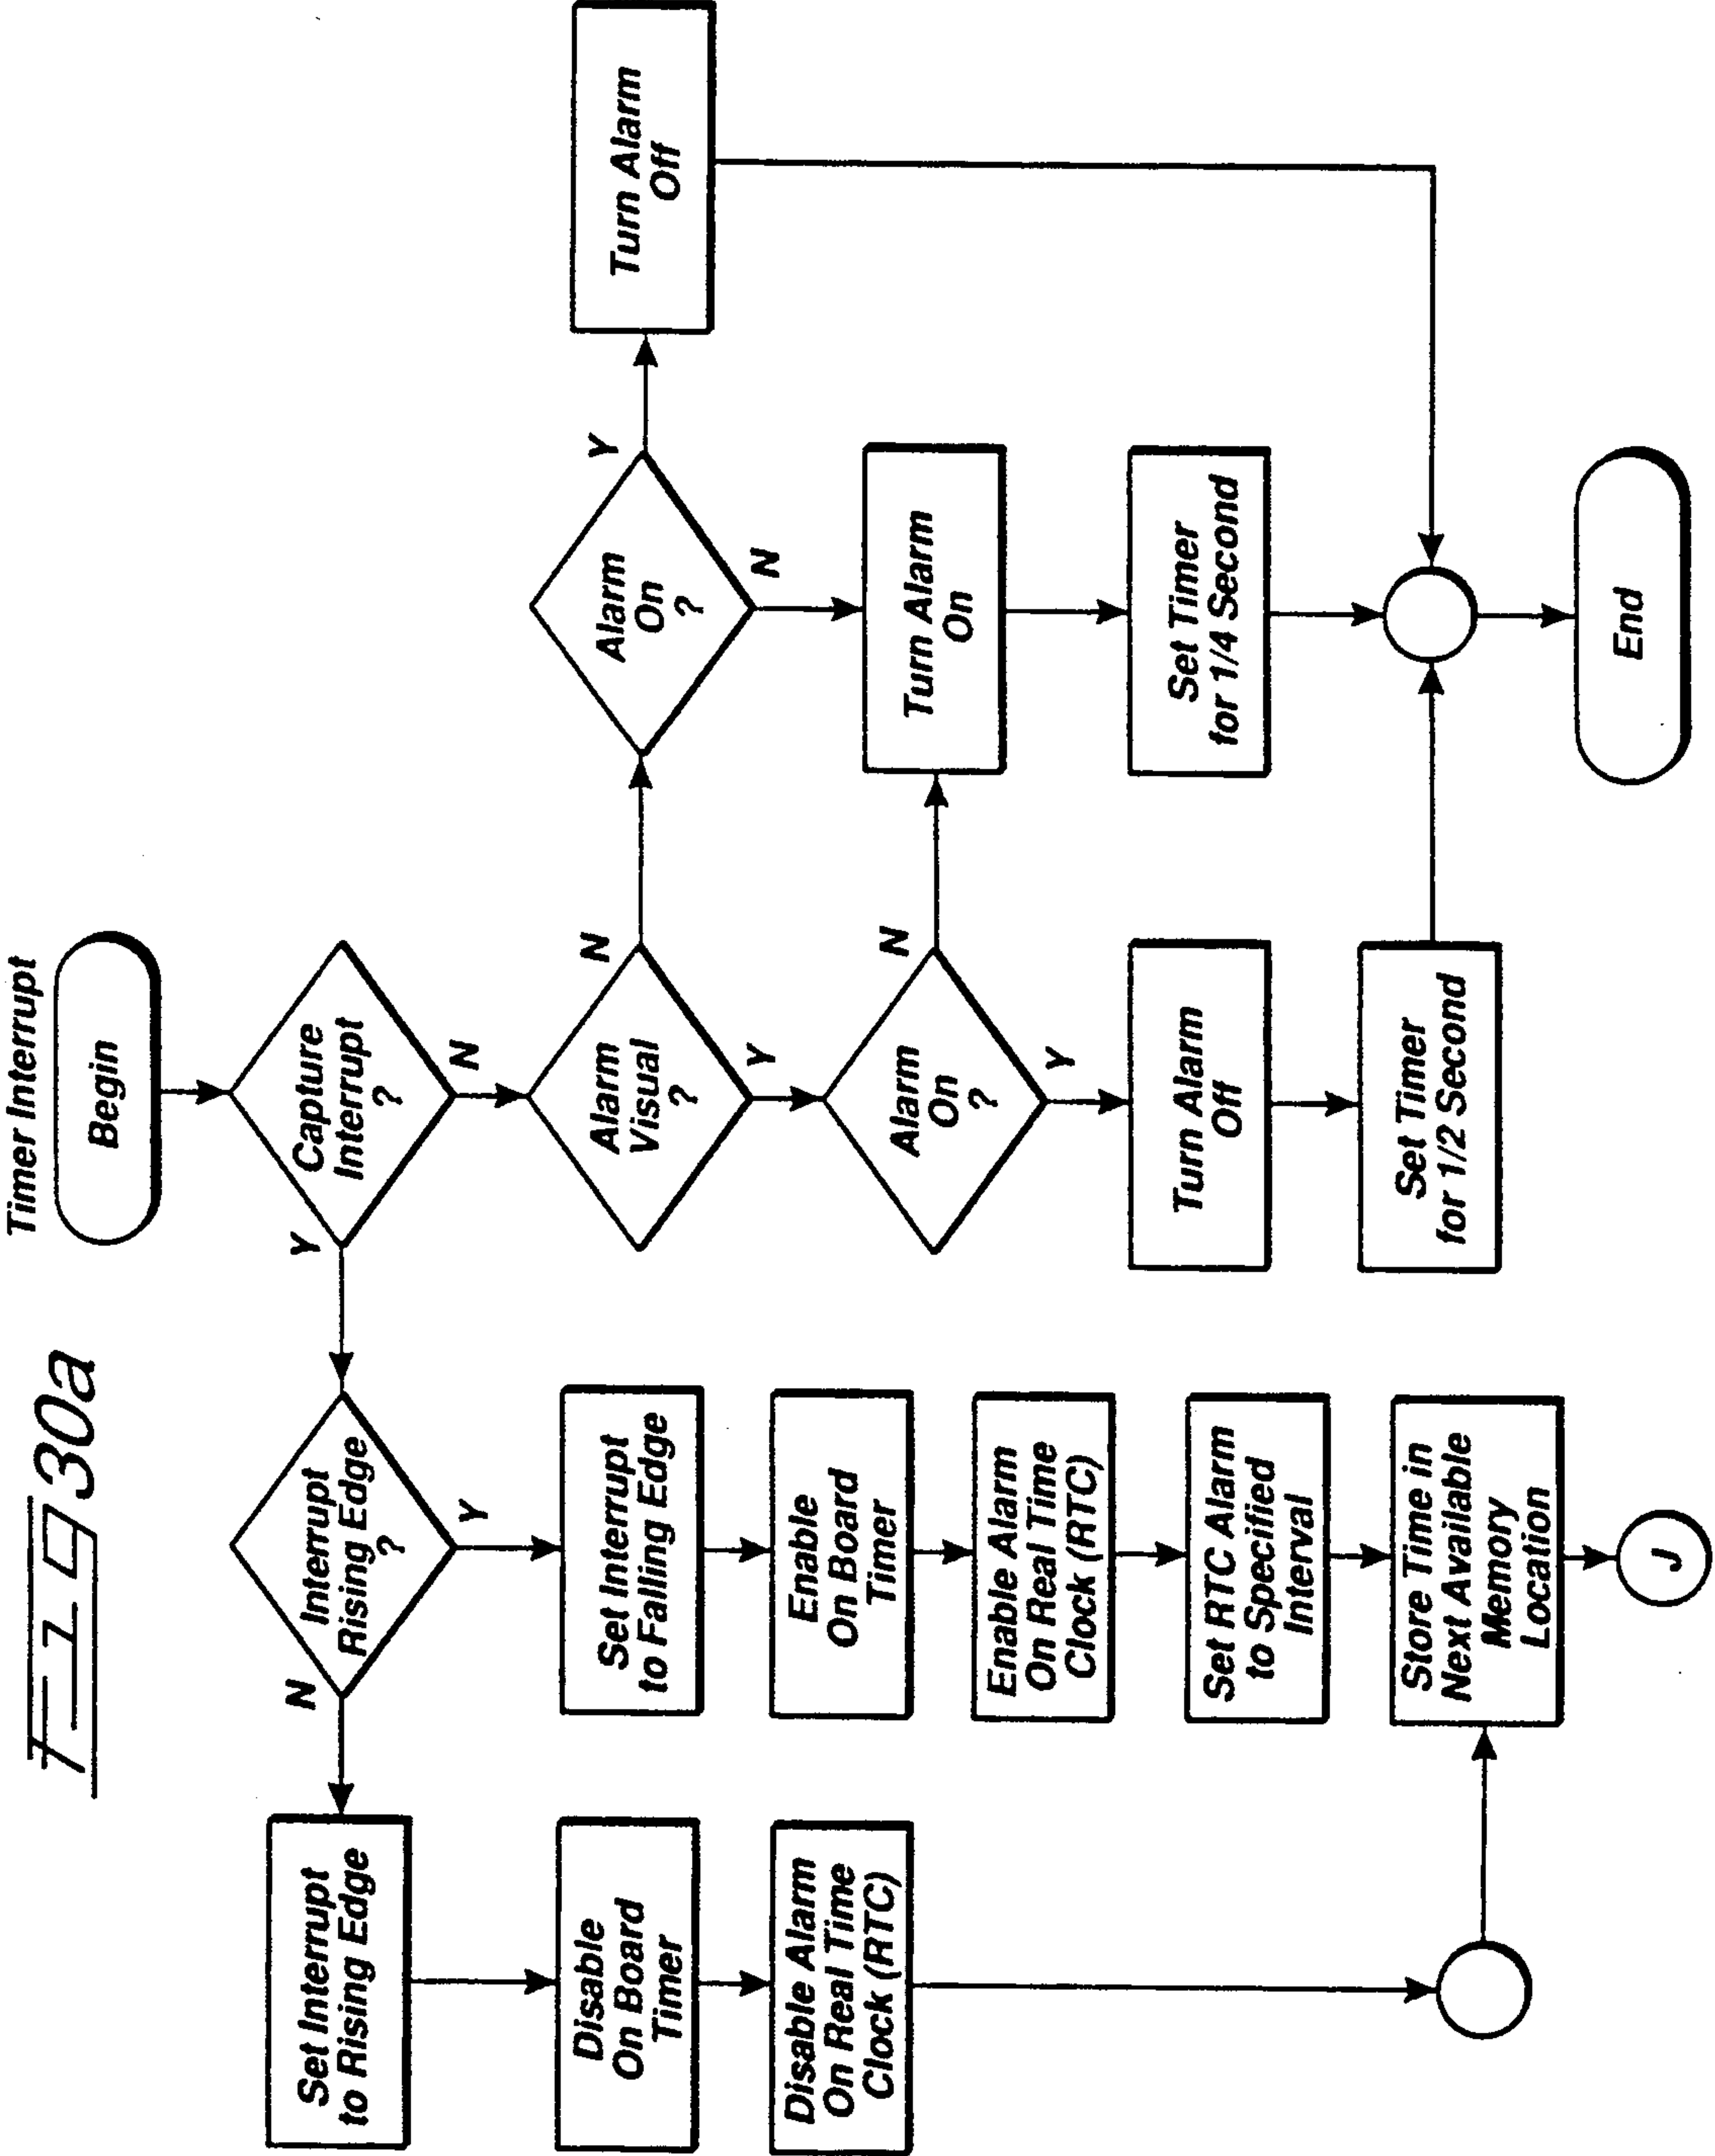 Fig 30a
Timer Interrupt
Begin
Capture
Interrupt
?
Y
N
Interrupt
Rising Edge
?
N
Y
Set Interrupt
to Rising Edge
Disable
On Board
Timer
Disable Alarm
On Real Time
Clock (RTC)
Set Interrupt
to Falling Edge
Enable
On Board
Timer
Enable Alarm
On Real Time
Clock (RTC)
Set RTC Alarm
to Specified
Interval
Store Time in
Next Available
Memory
Location
J
Alarm
Visual
?
N
Y
Alarm
On
?
N
Y
Turn Alarm
Off
Set Timer
for 1/2 Second
Alarm
On
?
Y
N
Turn Alarm
Off
Turn Alarm
On
Set Timer
for 1/4 Second
End